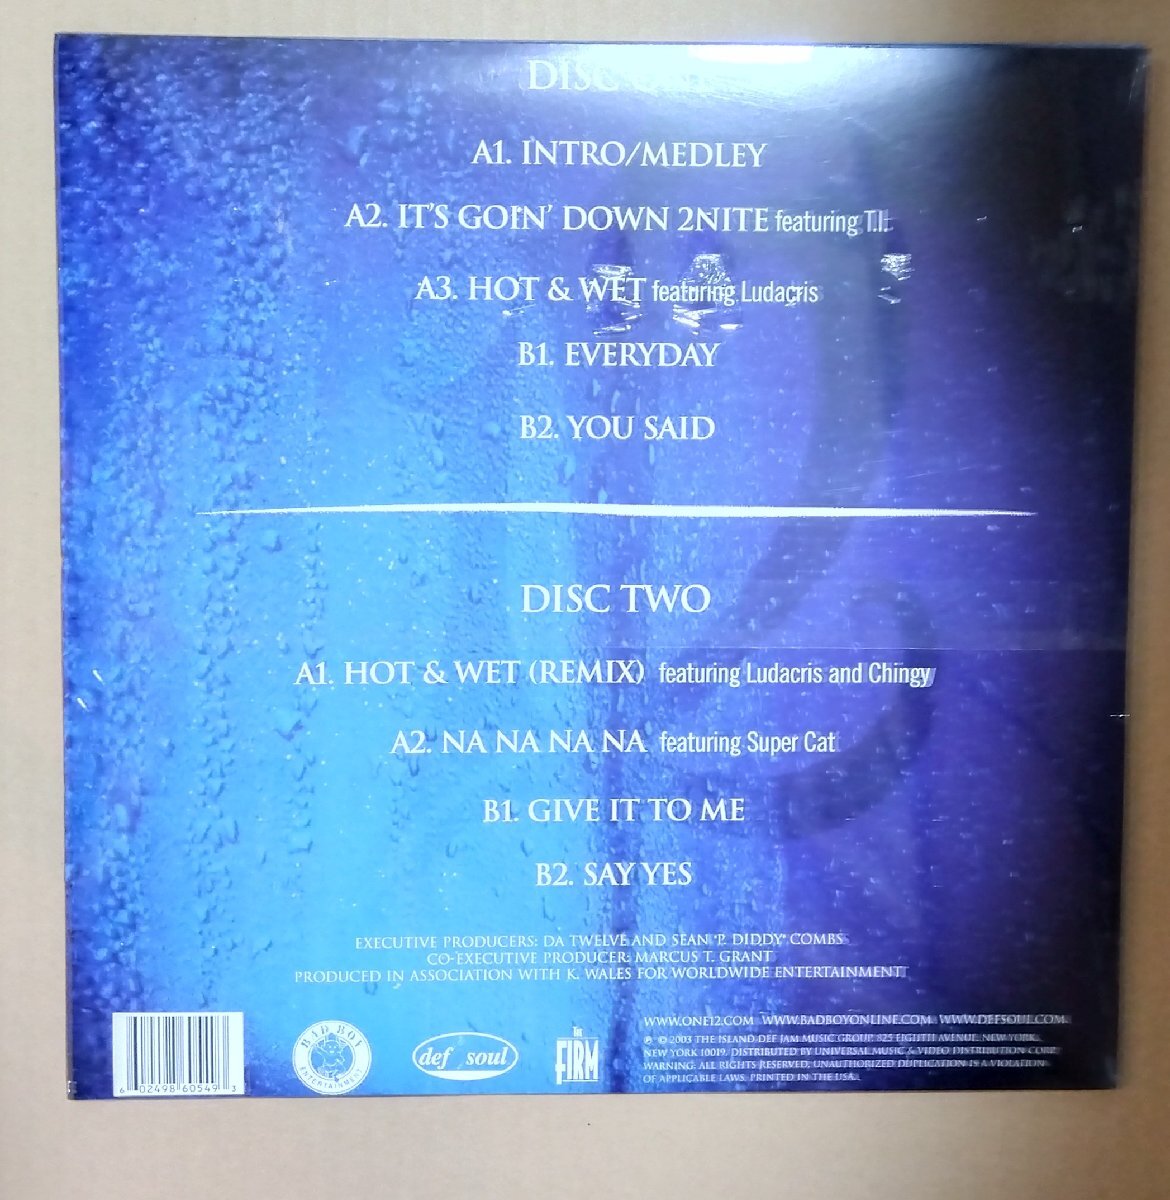 DISC
A1. INTRO/MEDLEY
A2. IT'S GOIN' DOWN 2NITE featuring T.I.
A3. HOT & WET featuring Ludacris
B1. EVERYDAY
B2. YOU SAID
DISC TWO
A1. HOT & WET (REMIX) featuring Ludacris and Chingy
A2. NA NA NA NA featuring Super Cat
B1. GIVE IT TO ME
B2. SAY YES
EXECUTIVE PRODUCERS: DA TWELVE AND SEAN "P. DIDDY" COMBS
CO-EXECUTIVE PRODUCER: MARCUS T. GRANT
PRODUCED IN ASSOCIATION WITH K. WALES FOR WORLDWIDE ENTERTAINMENT
6 02498 60549 3
BAD BOY
ENTERTAINMENT
def soul
THE
FIRM
WWW.ONE12.COM WWW.BADBOYONLINE.COM WWW.DEFSOUL.COM
℗ © 2003 THE ISLAND DEF JAM MUSIC GROUP, 825 EIGHTH AVENUE, NEW YORK,
NEW YORK 10019. DISTRIBUTED BY UNIVERSAL MUSIC & VIDEO DISTRIBUTION CORP.
WARNING: ALL RIGHTS RESERVED. UNAUTHORIZED DUPLICATION IS A VIOLATION
OF APPLICABLE LAWS. PRINTED IN THE USA.